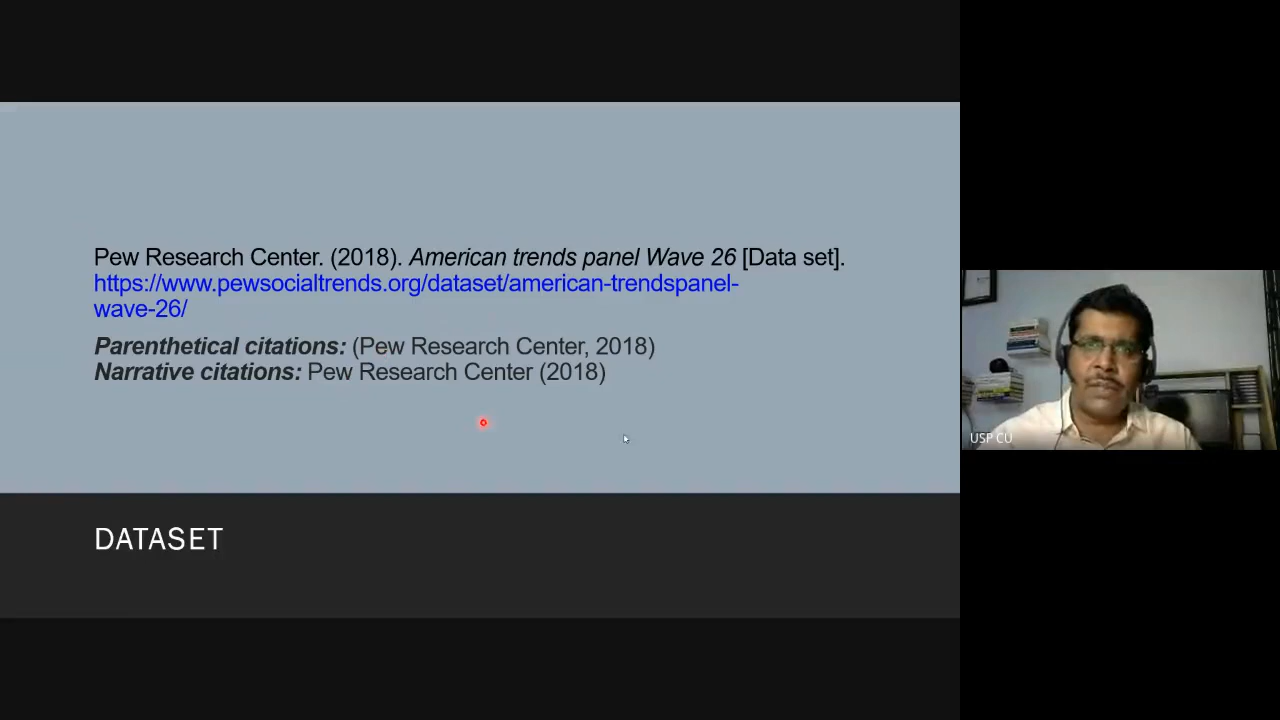 Pew Research Center. (2018). American trends panel Wave 26 [Data set].
https://www.pewsocialtrends.org/dataset/american-trendspanel-
wave-26/
Parenthetical citations: (Pew Research Center, 2018)
Narrative citations: Pew Research Center (2018)
USP CU
DATASET